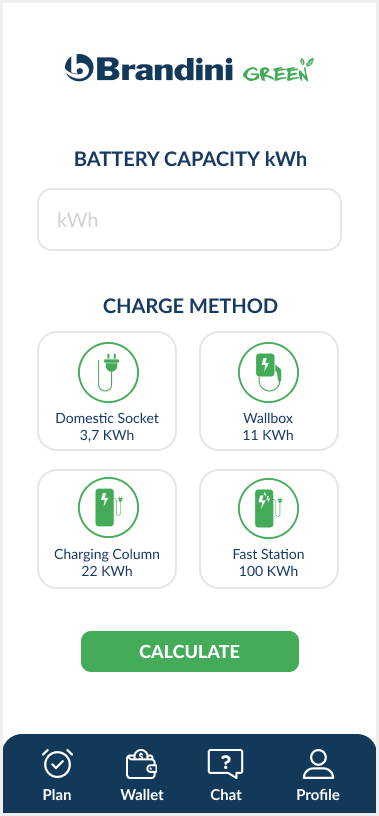 Brandini GREEN
BATTERY CAPACITY kWh
kWh
CHARGE METHOD
Domestic Socket
3,7 KWh
Wallbox
11 KWh
Charging Column
22 KWh
Fast Station
100 KWh
CALCULATE
Plan
Wallet
$
Chat
?
Profile